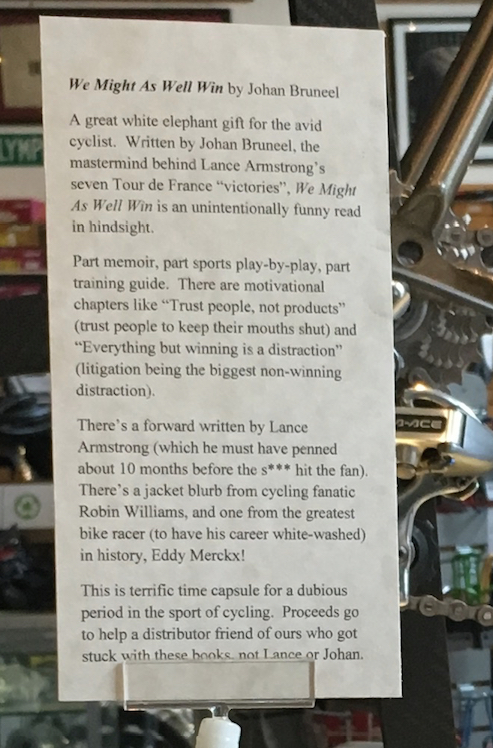 We Might As Well Win by Johan Bruneel
A great white elephant gift for the avid
cyclist. Written by Johan Bruneel, the
mastermind behind Lance Armstrong's
seven Tour de France “victories”, We Might
As Well Win is an unintentionally funny read
in hindsight.
Part memoir, part sports play-by-play, part
training guide. There are motivational
chapters like “Trust people, not products”
(trust people to keep their mouths shut) and
“Everything but winning is a distraction”
(litigation being the biggest non-winning
distraction).
There's a forward written by Lance
Armstrong (which he must have penned
about 10 months before the s*** hit the fan).
There's a jacket blurb from cycling fanatic
Robin Williams, and one from the greatest
bike racer (to have his career white-washed)
in history, Eddy Merckx!
This is terrific time capsule for a dubious
period in the sport of cycling. Proceeds go
to help a distributor friend of ours who got
stuck with these books, not Lance or Johan.